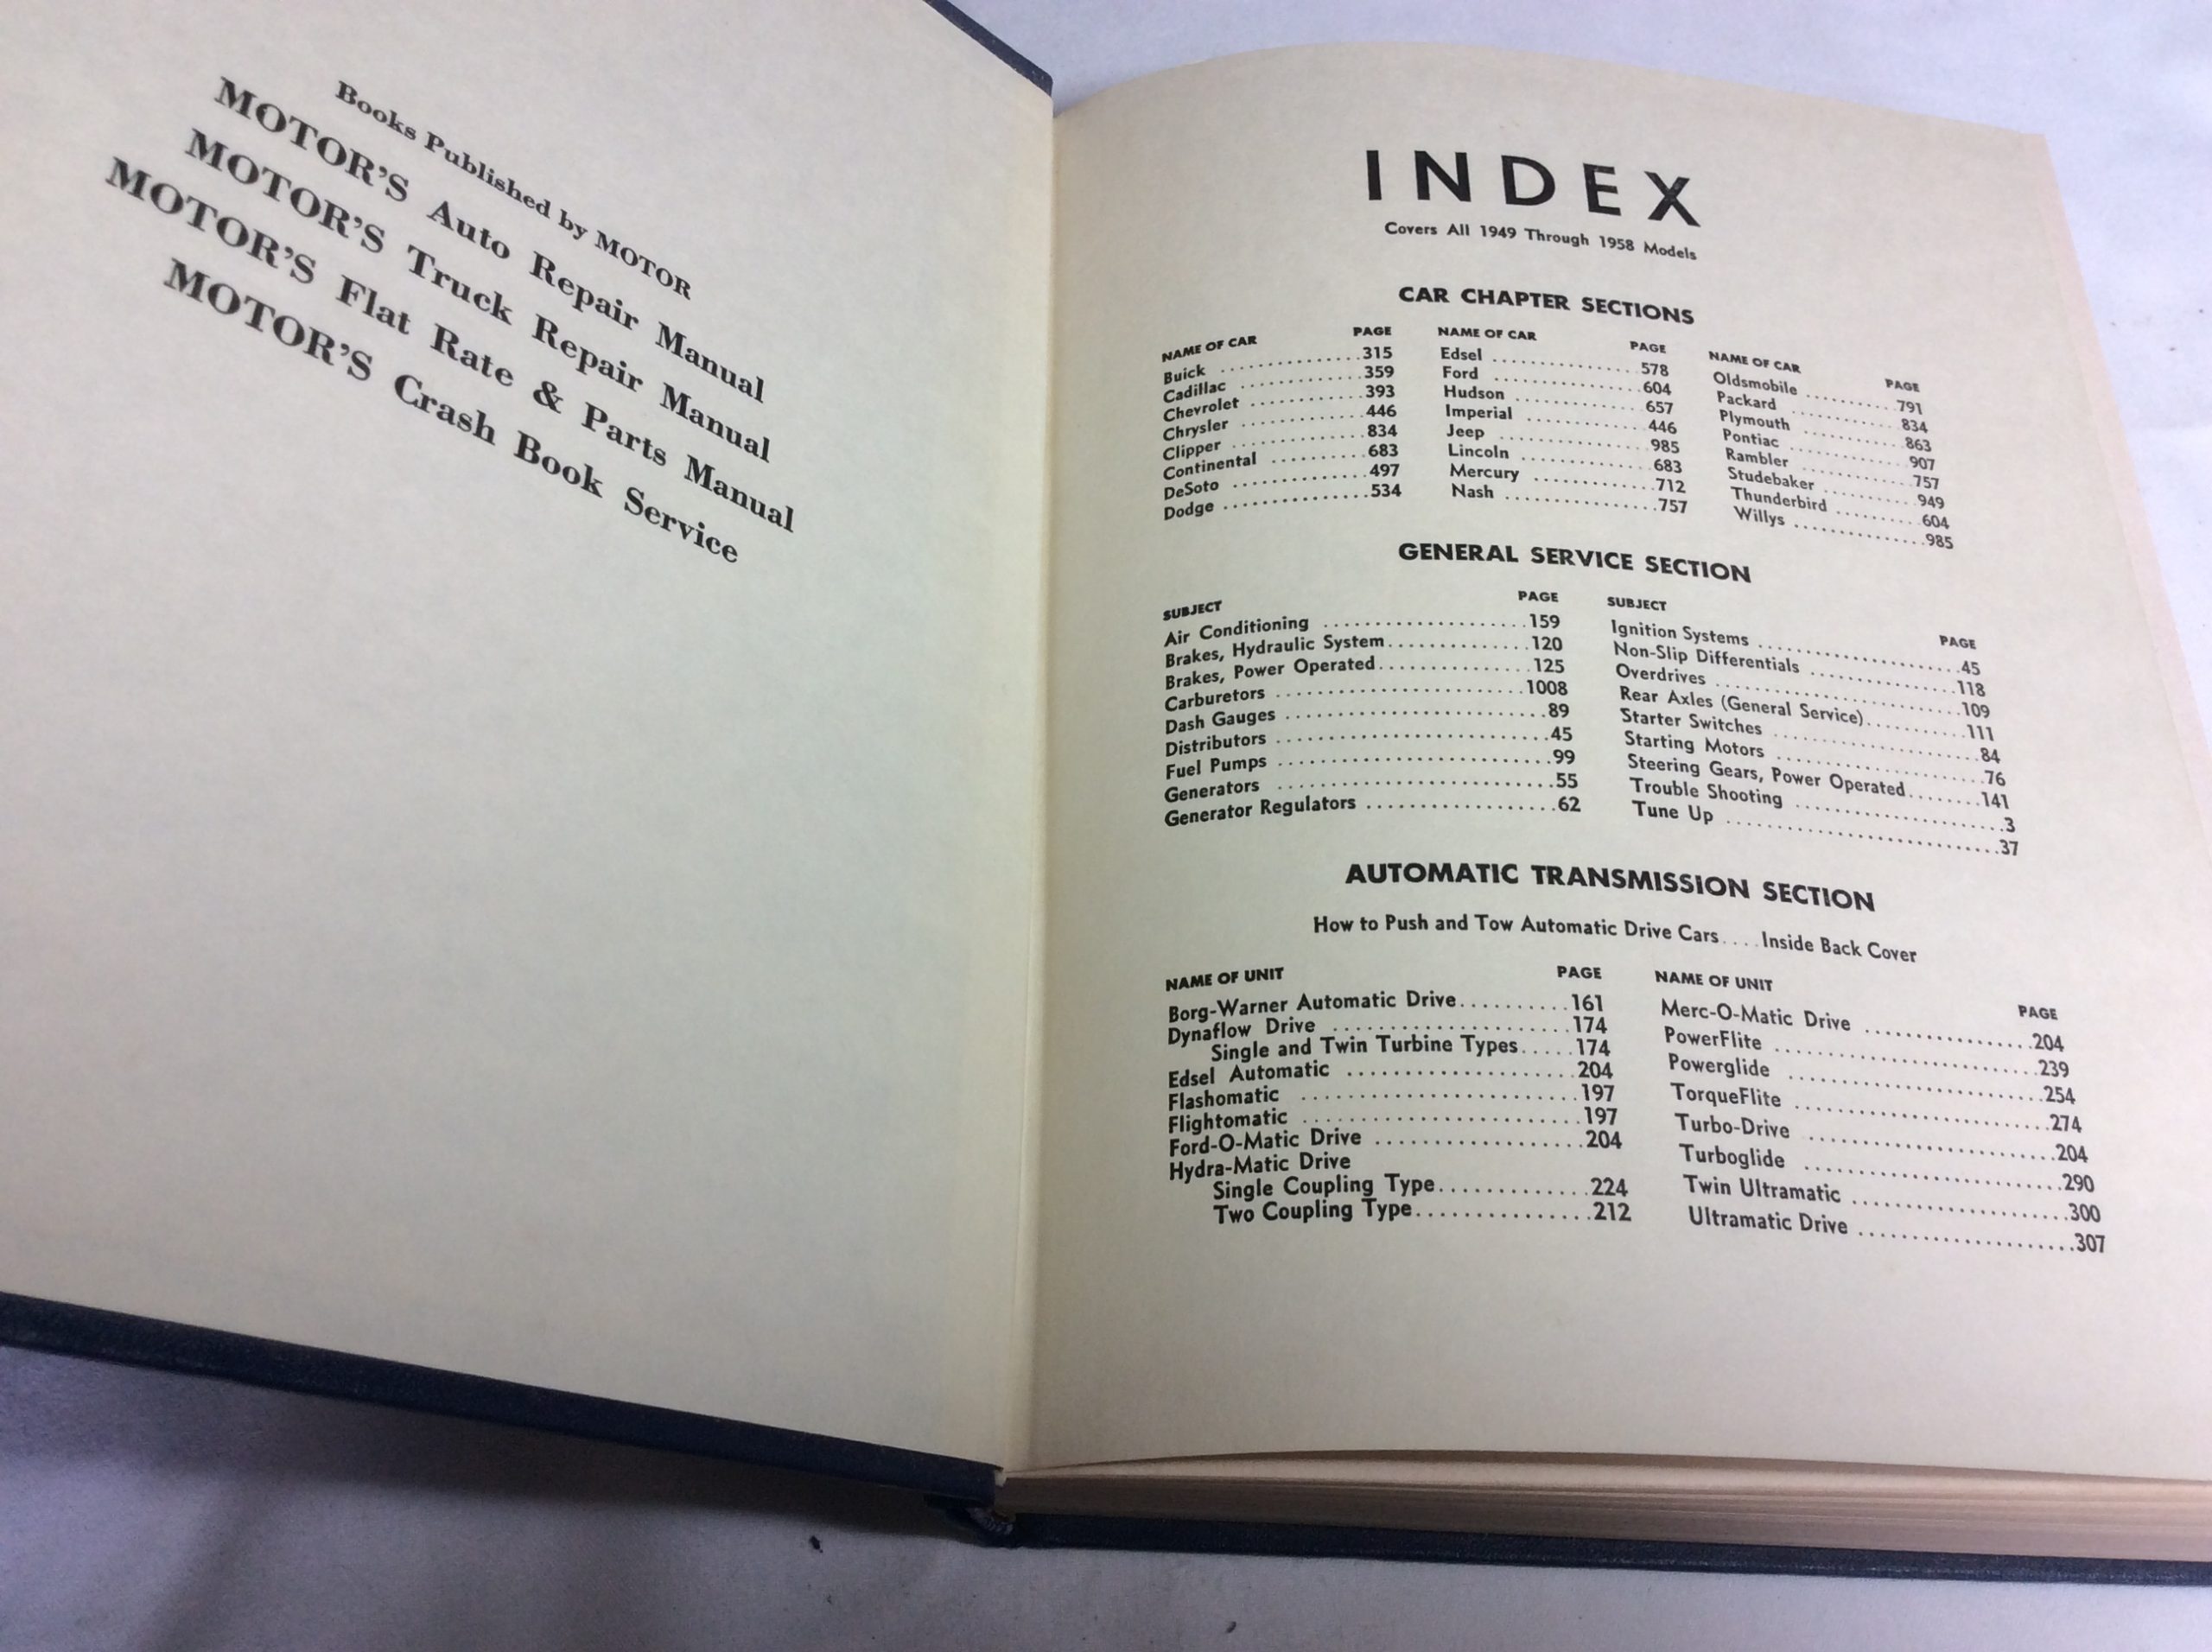 Books Published by MOTOR
MOTOR'S Auto Repair Manual
MOTOR'S Truck Repair Manual
MOTOR'S Flat Rate & Parts Manual
MOTOR'S Crash Book Service
INDEX
Covers All 1949 Through 1958 Models
CAR CHAPTER SECTIONS
NAME OF CAR PAGE
Buick ............315
Cadillac ............359
Chevrolet ............393
Chrysler ............446
Clipper ............834
Continental ............683
DeSoto ............497
Dodge ............534
NAME OF CAR PAGE
Edsel ............578
Ford ............604
Hudson ............657
Imperial ............446
Jeep ............985
Lincoln ............683
Mercury ............712
Nash ............757
NAME OF CAR PAGE
Oldsmobile ............791
Packard ............834
Plymouth ............863
Pontiac ............907
Rambler ............757
Studebaker ............949
Thunderbird ............604
Willys ............985
GENERAL SERVICE SECTION
SUBJECT PAGE
Air Conditioning ............159
Brakes, Hydraulic System............120
Brakes, Power Operated............125
Carburetors ............1008
Dash Gauges ............89
Distributors ............45
Fuel Pumps ............99
Generators ............55
Generator Regulators ............62
SUBJECT PAGE
Ignition Systems ............45
Non-Slip Differentials ............118
Overdrives ............109
Rear Axles (General Service)............111
Starter Switches ............84
Starting Motors ............76
Steering Gears, Power Operated........141
Trouble Shooting ............3
Tune Up ............37
AUTOMATIC TRANSMISSION SECTION
How to Push and Tow Automatic Drive Cars....Inside Back Cover
NAME OF UNIT PAGE
Borg-Warner Automatic Drive..........161
Dynaflow Drive ............174
Single and Twin Turbine Types.....174
Edsel Automatic ............204
Flashomatic ............197
Flightomatic ............197
Ford-O-Matic Drive ............204
Hydra-Matic Drive
Single Coupling Type............224
Two Coupling Type............212
NAME OF UNIT PAGE
Merc-O-Matic Drive ............204
PowerFlite ............239
Powerglide ............254
TorqueFlite ............274
Turbo-Drive ............204
Turboglide ............290
Twin Ultramatic ............300
Ultramatic Drive ............307